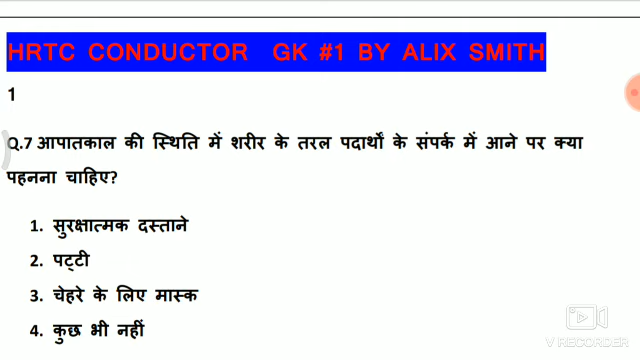 HRTC CONDUCTOR GK #1 BY ALIX SMITH
1
Q.7 आपातकाल की स्थिति में शरीर के तरल पदार्थों के संपर्क में आने पर क्या
पहनना चाहिए?
1. सुरक्षात्मक दस्ताने
2. पट्टी
3. चेहरे के लिए मास्क
4. कुछ भी नहीं
V RECORDER